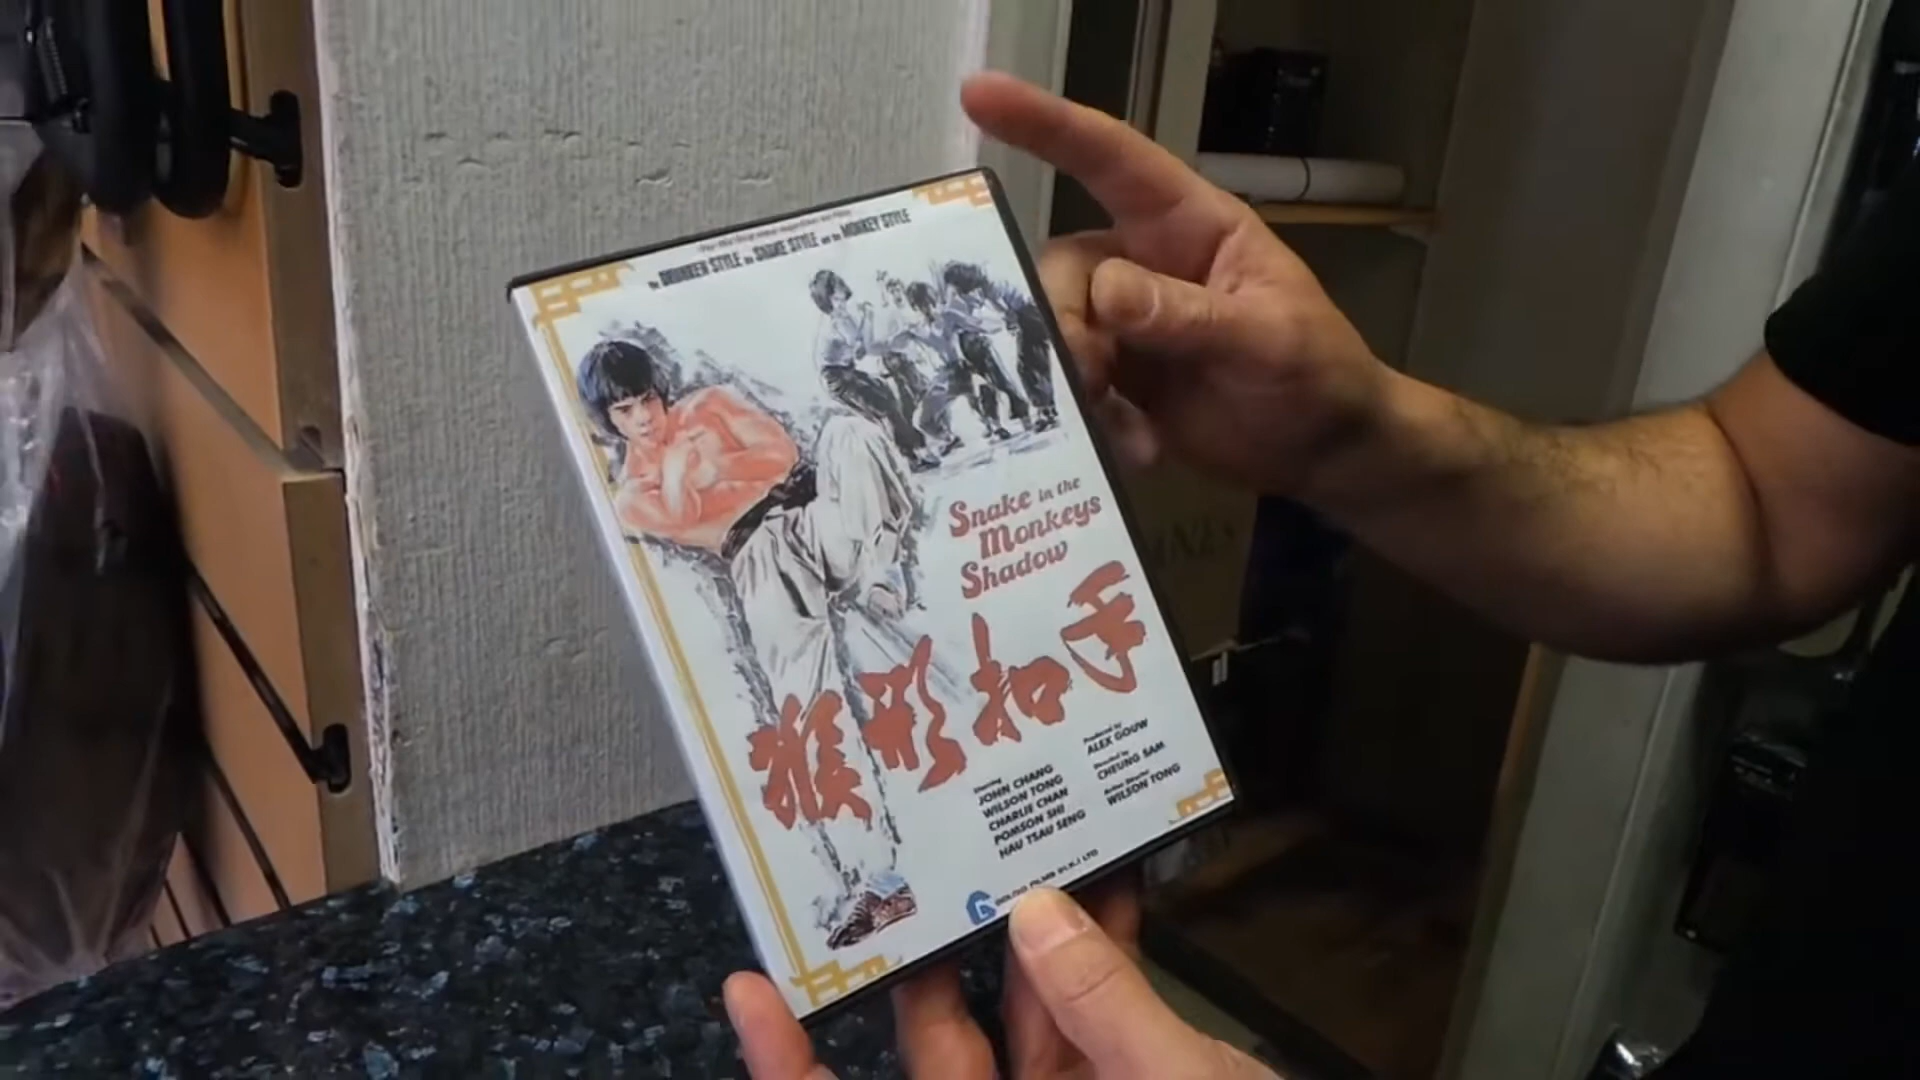 the DRUNKEN STYLE the SNAKE STYLE and the MONKEY STYLE
Snake in the
Monkeys
Shadow
猴形扣手
Starring
JOHN CHANG
WILSON TONG
CHARLIE CHAN
POMSON SHI
HAU TSAU SENG
Produced by
ALEX GOUW
Directed by
CHEUNG SAM
Action Director
WILSON TONG